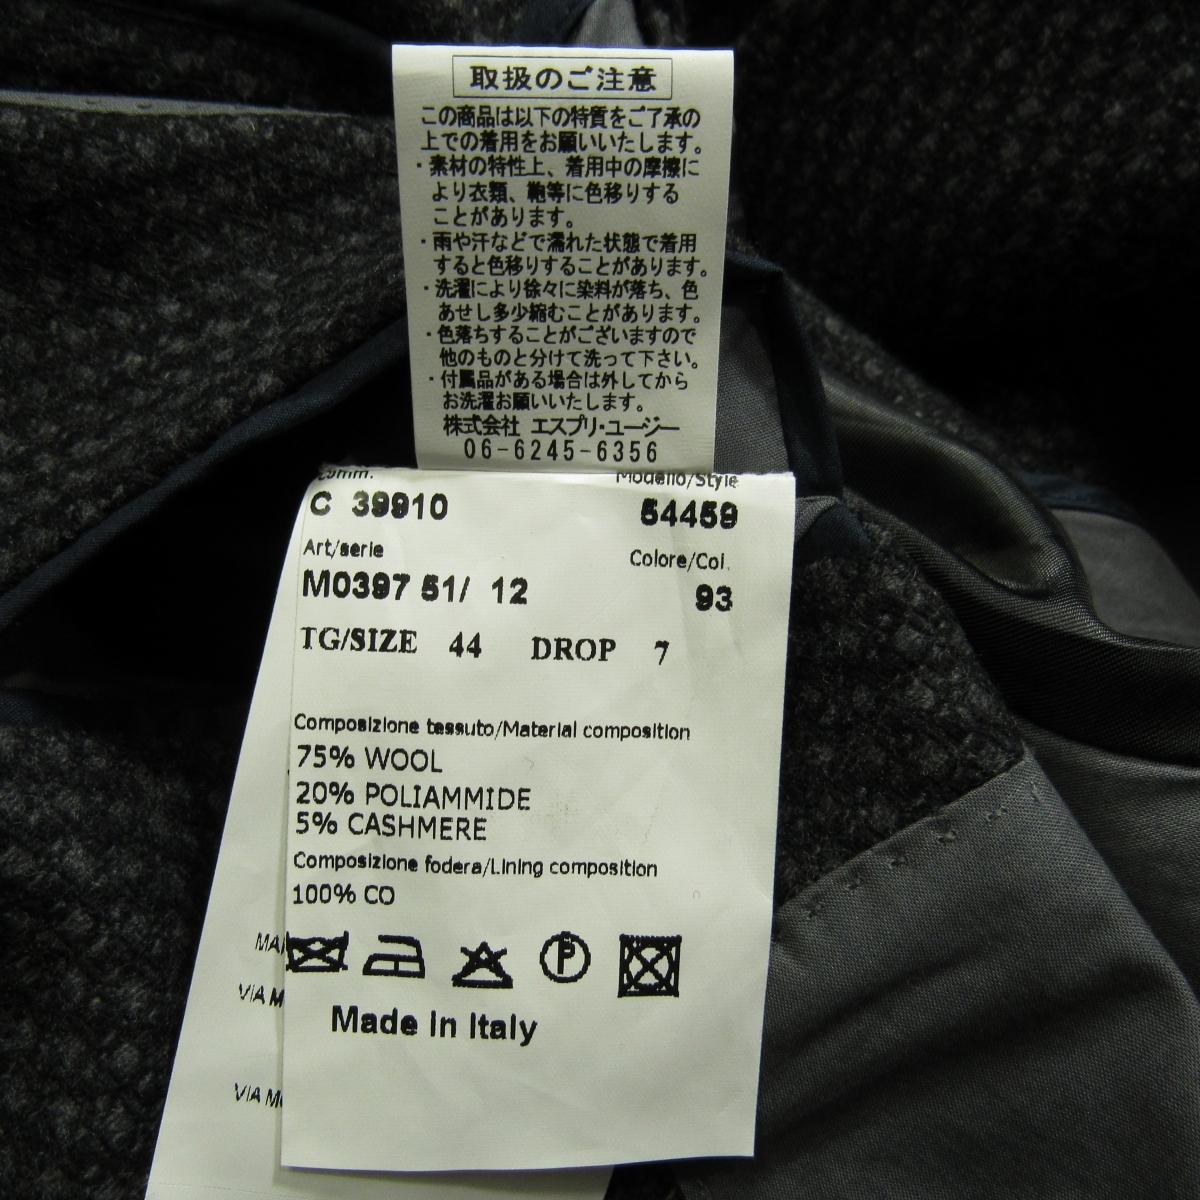 取扱のご注意
この商品は以下の特質をご了承の
上での着用をお願いいたします。
・素材の特性上、着用中の摩擦に
より衣類、鞄等に色移りする
ことがあります。
・雨や汗などで濡れた状態で着用
すると色移りすることがあります。
・洗濯により徐々に染料が落ち、色
あせし多少縮むことがあります。
・色落ちすることがございますので
他のものと分けて洗って下さい。
・付属品がある場合は外してから
お洗濯お願いいたします。
株式会社 エスプリ・ユージー
06-6245-6356
Comm. Modello/Style
C 39910 54459
Art/serie Colore/Col.
M0397 51/ 12 93
TG/SIZE 44 DROP 7
Composizione tessuto/Material composition
75% WOOL
20% POLIAMMIDE
5% CASHMERE
Composizione fodera/Lining composition
100% CO
P
Made in Italy
VIA
VIA